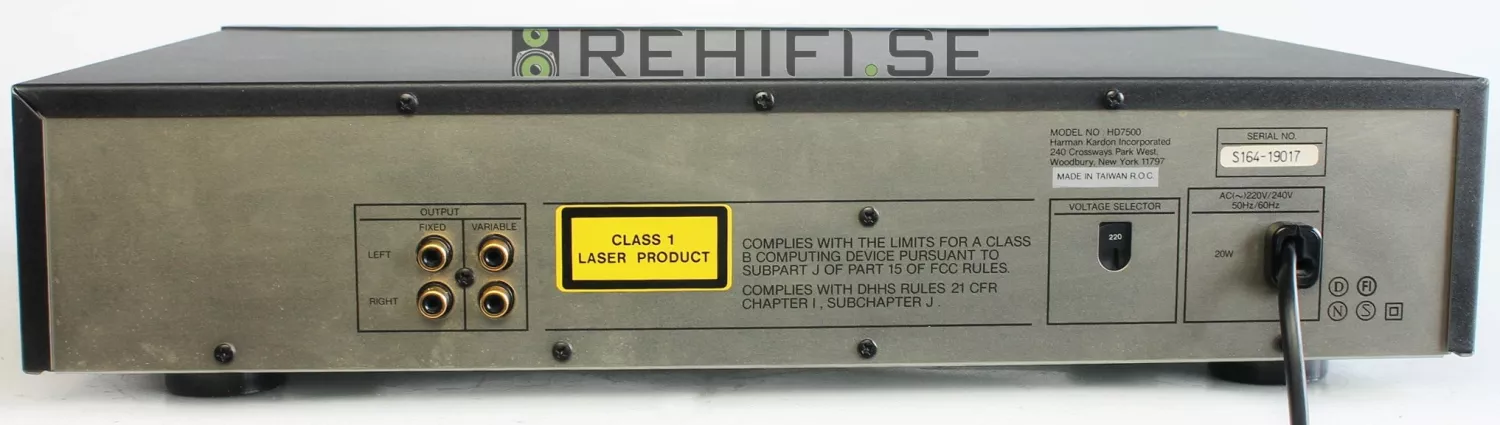 REHIFI.SE
MODEL NO : HD7500
Harman Kardon Incorporated
240 Crossways Park West,
Woodbury, New York 11797
MADE IN TAIWAN R.O.C.
SERIAL NO.
S164-19017
OUTPUT
FIXED
VARIABLE
LEFT
RIGHT
CLASS 1
LASER PRODUCT
COMPLIES WITH THE LIMITS FOR A CLASS
B COMPUTING DEVICE PURSUANT TO
SUBPART J OF PART 15 OF FCC RULES.
COMPLIES WITH DHHS RULES 21 CFR
CHAPTER I , SUBCHAPTER J .
VOLTAGE SELECTOR
220
AC(~)220V/240V
50Hz/60Hz
20W
D FI
N S